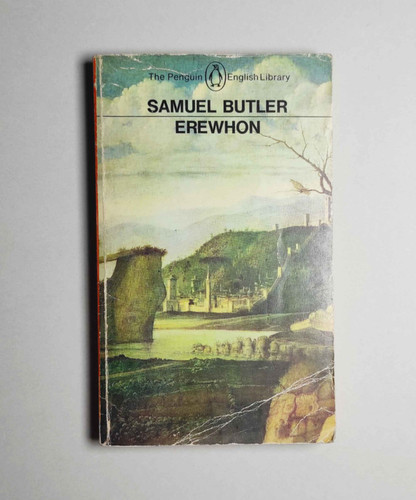 The Penguin English Library
SAMUEL BUTLER
EREWHON